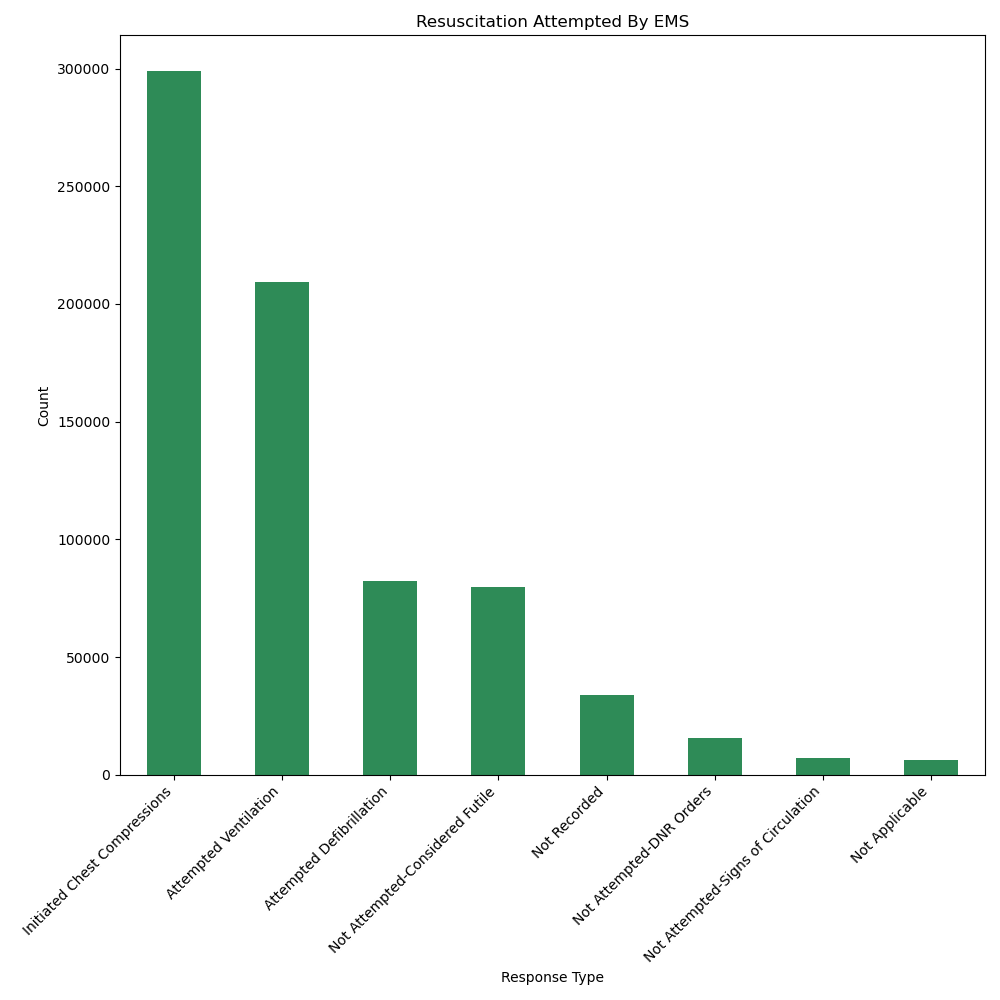 Resuscitation Attempted By EMS
300000
250000
200000
150000
100000
50000
0
Count
Initiated Chest Compressions
Attempted Ventilation
Attempted Defibrillation
Not Attempted-Considered Futile
Not Recorded
Not Attempted-DNR Orders
Not Attempted-Signs of Circulation
Not Applicable
Response Type